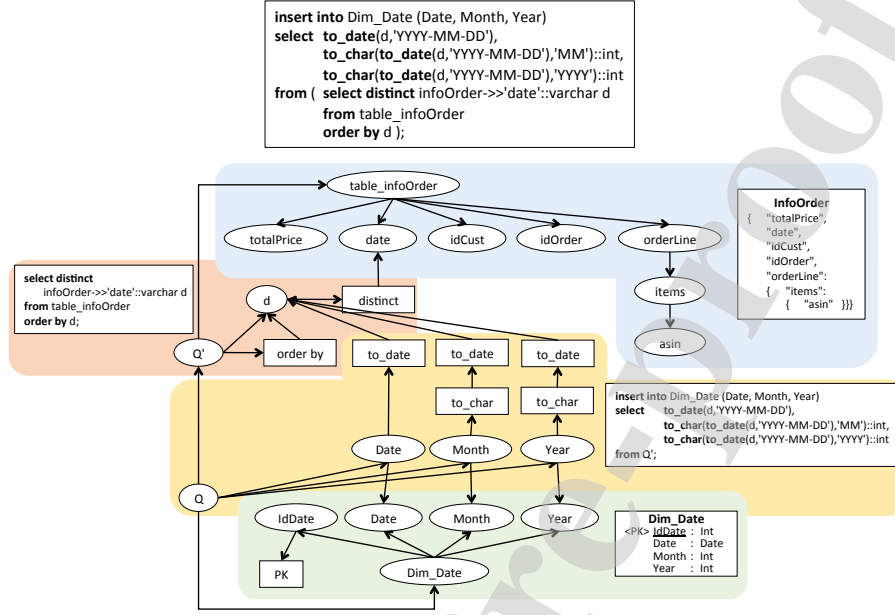 insert into Dim_Date (Date, Month, Year)
select to_date(d,'YYYY-MM-DD'),
to_char(to_date(d,'YYYY-MM-DD'),'MM')::int,
to_char(to_date(d,'YYYY-MM-DD'),'YYYY')::int
from ( select distinct infoOrder->>'date'::varchar d
from table_infoOrder
order by d );
table_infoOrder
totalPrice
date
idCust
idOrder
orderLine
items
asin
InfoOrder
{ "totalPrice",
"date",
"idCust",
"idOrder",
"orderLine":
{ "items":
{ "asin" }}}
select distinct
infoOrder->>'date'::varchar d
from table_infoOrder
order by d;
d
distinct
Q'
order by
to_date
to_date
to_date
to_char
to_char
Date
Month
Year
insert into Dim_Date (Date, Month, Year)
select to_date(d,'YYYY-MM-DD'),
to_char(to_date(d,'YYYY-MM-DD'),'MM')::int,
to_char(to_date(d,'YYYY-MM-DD'),'YYYY')::int
from Q';
Q
IdDate
Date
Month
Year
PK
Dim_Date
Dim_Date
<PK> IdDate : Int
Date : Date
Month : Int
Year : Int
re-proof